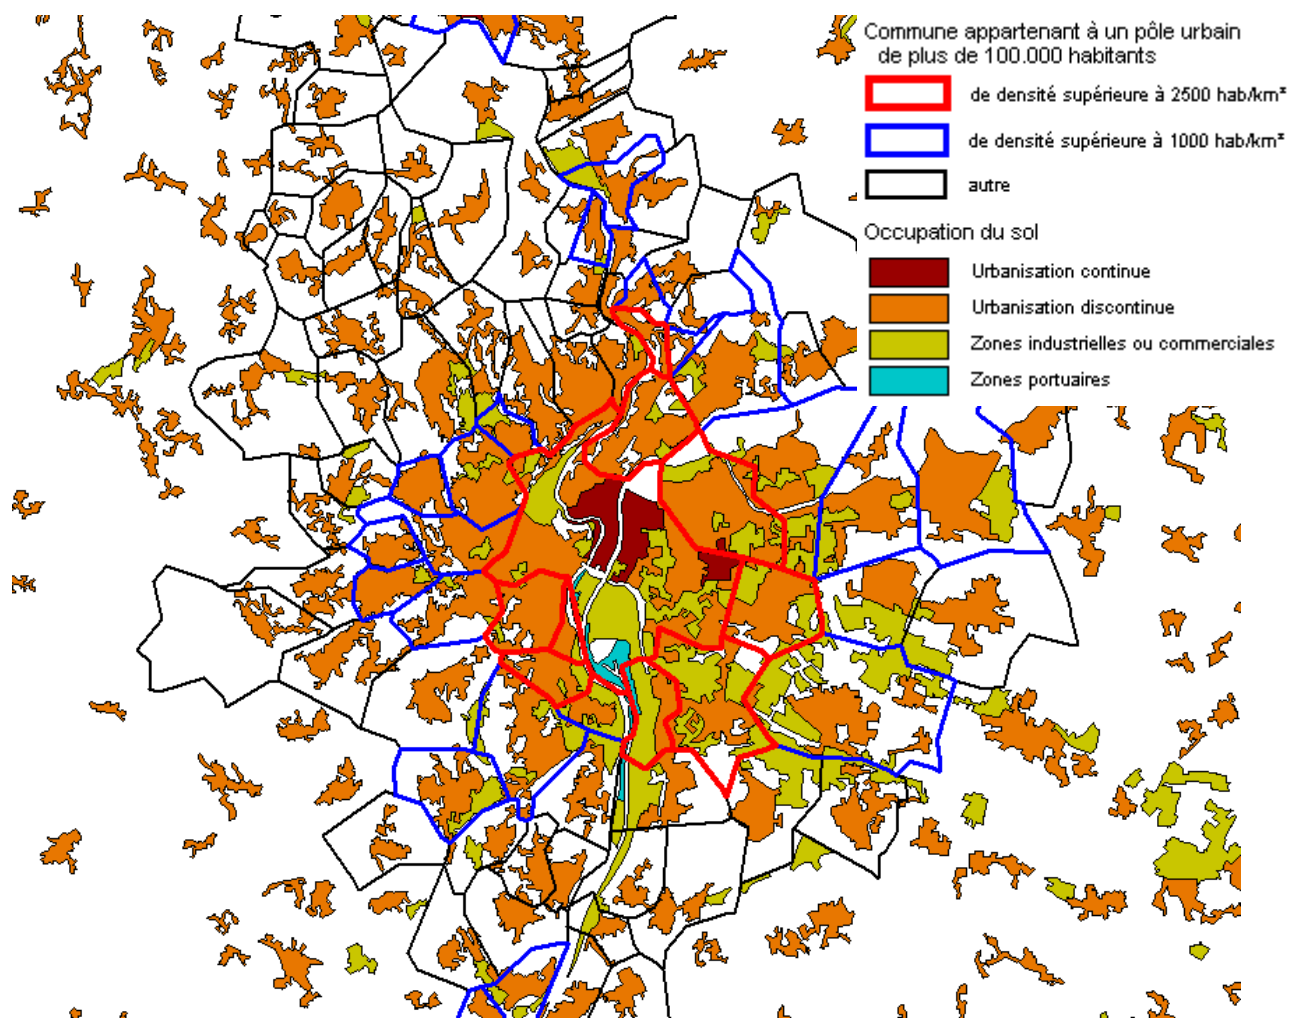 Commune appartenant à un pôle urbain
de plus de 100.000 habitants
de densité supérieure à 2500 hab/km²
de densité supérieure à 1000 hab/km²
autre
Occupation du sol
Urbanisation continue
Urbanisation discontinue
Zones industrielles ou commerciales
Zones portuaires